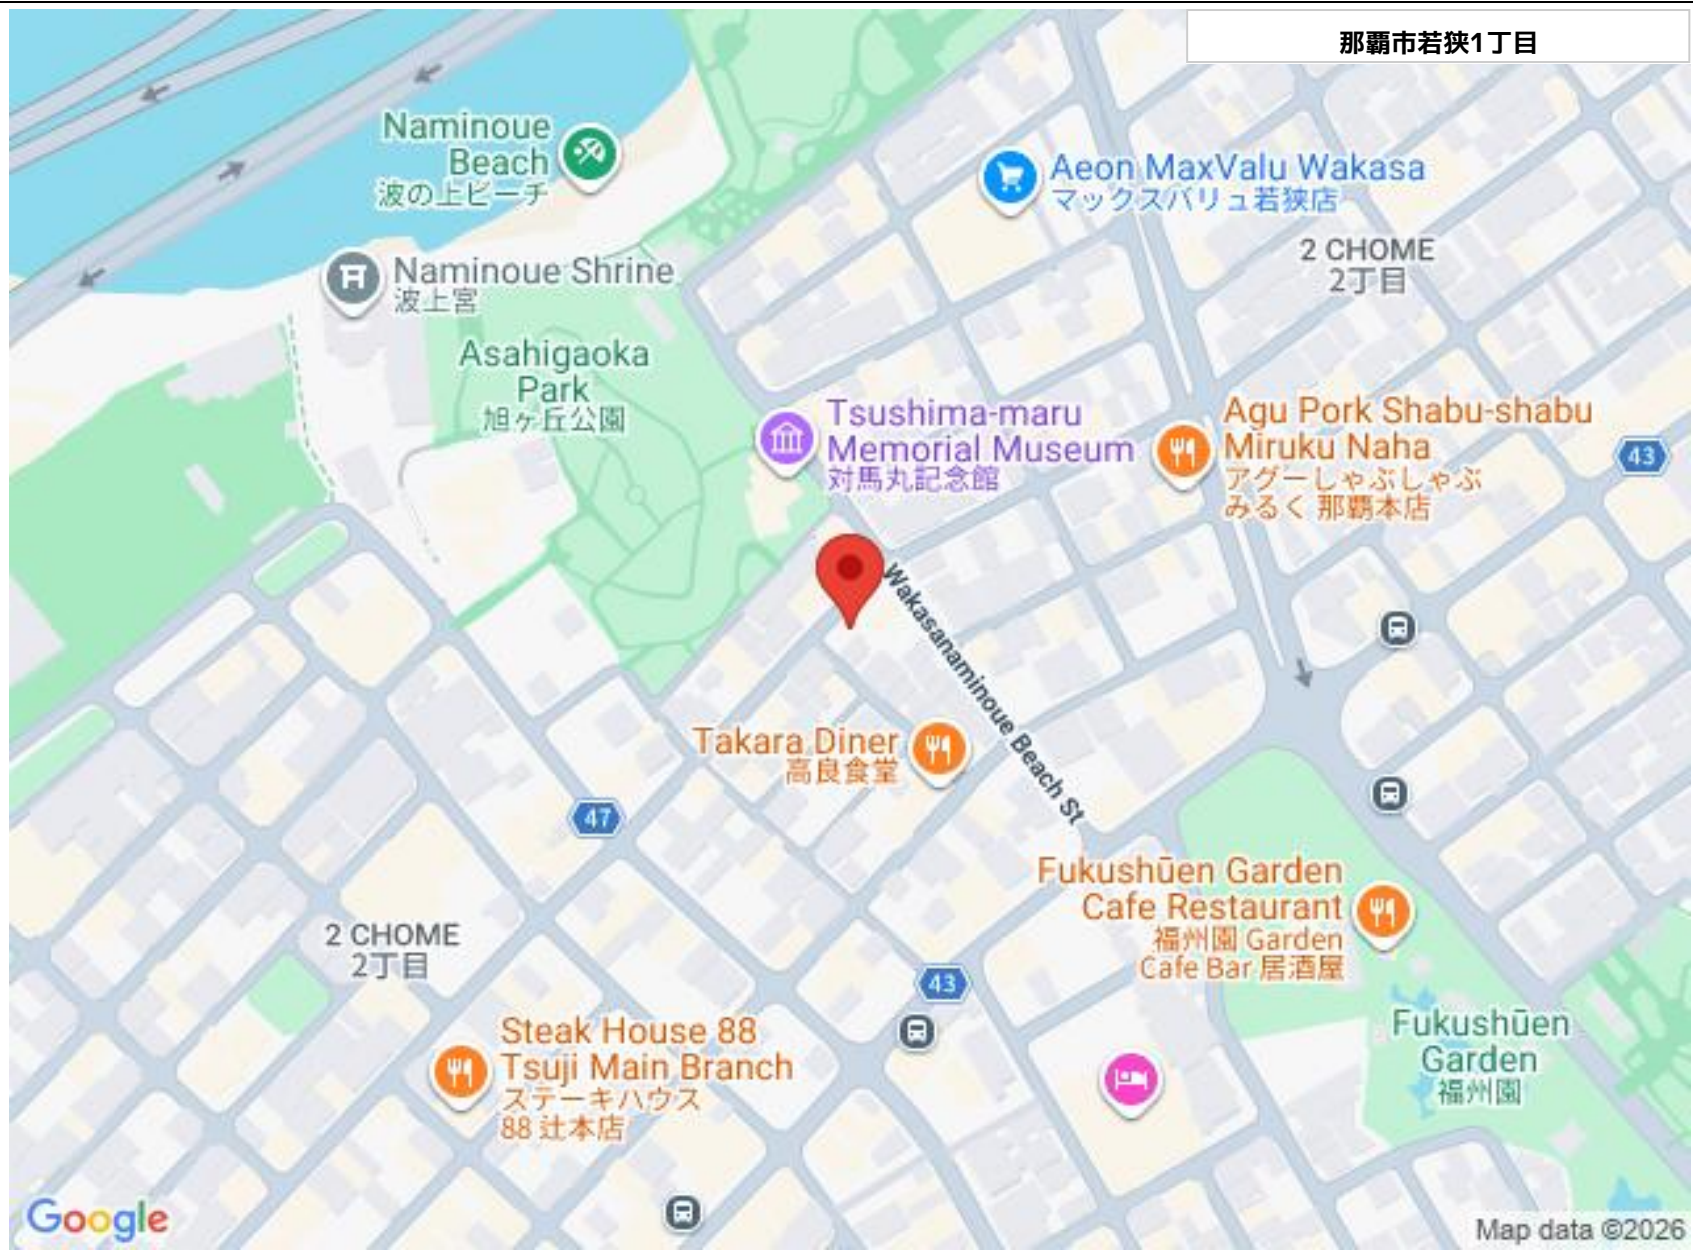 那覇市若狭1丁目
Naminoue
Beach
波の上ビーチ
Aeon MaxValu Wakasa
マックスバリュ若狭店
2 CHOME
2丁目
Naminoue Shrine
波上宮
Asahigaoka
Park
旭ヶ丘公園
Tsushima-maru
Memorial Museum
対馬丸記念館
Agu Pork Shabu-shabu
Miruku Naha
アグーしゃぶしゃぶ
みるく 那覇本店
43
Wakasanaminoue Beach St
Takara Diner
高良食堂
47
Fukushūen Garden
Cafe Restaurant
福州園 Garden
Cafe Bar 居酒屋
2 CHOME
2丁目
43
Fukushūen
Garden
福州園
Steak House 88
Tsuji Main Branch
ステーキハウス
88 辻本店
Google
Map data ©2026